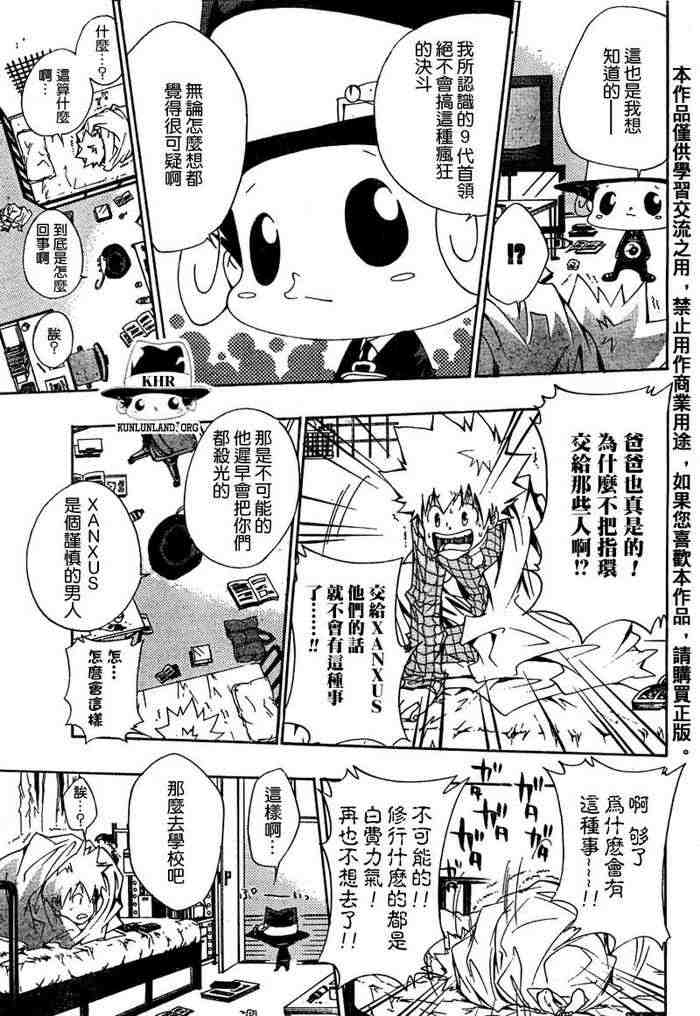 這也是我想
知道的——
!?
我所認識的9代首領
絕不會搞這種瘋狂
的決斗
無論怎麼想都
覺得很可疑啊
什麼…?
這算什麼
啊…
到底是怎麼
回事啊
誒?
KHR
KUNLUNLAND.ORG
爸爸也真是的!
為什麼不把指環
交給那些人啊!?
交給XANXUS
他們的話
就不會有這種事
了……!!
那是不可能的
他遲早會把你們
都殺光的
XANXUS
是個謹慎的男人
怎…
怎麼會這樣
啊 够了
爲什麽會有
這種事~~~!!
ガタ
ガタ
ガタ
不可能的!!
修行什麽的都是
白費力氣!
再也不想去了!!
這樣啊…
ぷーい
那麼去學校吧
誒…?
本作品僅供學習交流之用，禁止用作商業用途，如果您喜歡本作品，請購買正版。